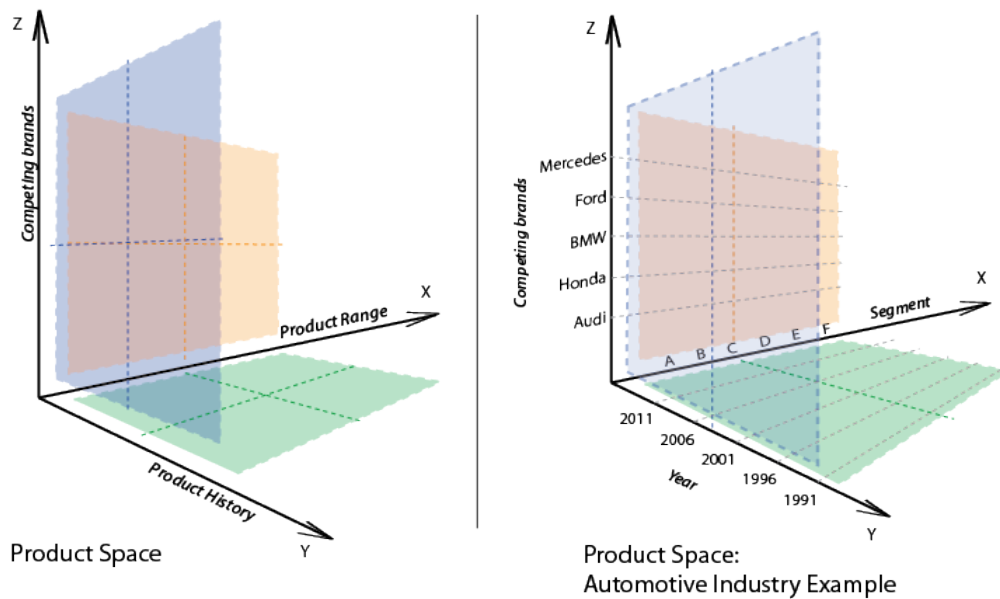 Z
Competing brands
X
Product Range
Product History
Y
Product Space
Z
Competing brands
Mercedes
Ford
BMW
Honda
Audi
X
Segment
A B C D E F
2011
2006
2001
1996
1991
Year
Y
Product Space:
Automotive Industry Example